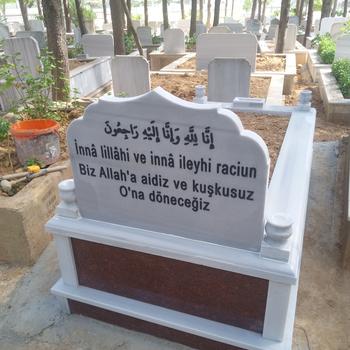 إِنَّا لِلّٰهِ وَإِنَّا إِلَيْهِ رَاجِعُونَ
İnnâ lillâhi ve innâ ileyhi raciun
Biz Allah'a aidiz ve kuşkusuz
O'na döneceğiz